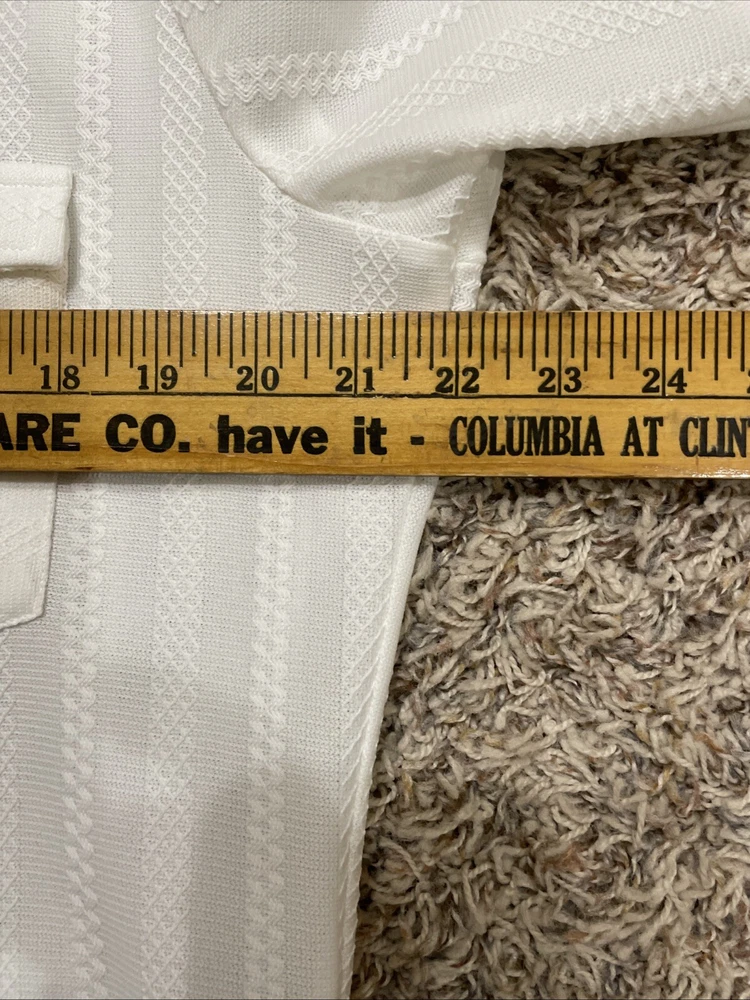 18 19 20 21 22 23 24
ARE CO. have it - COLUMBIA AT CLIN